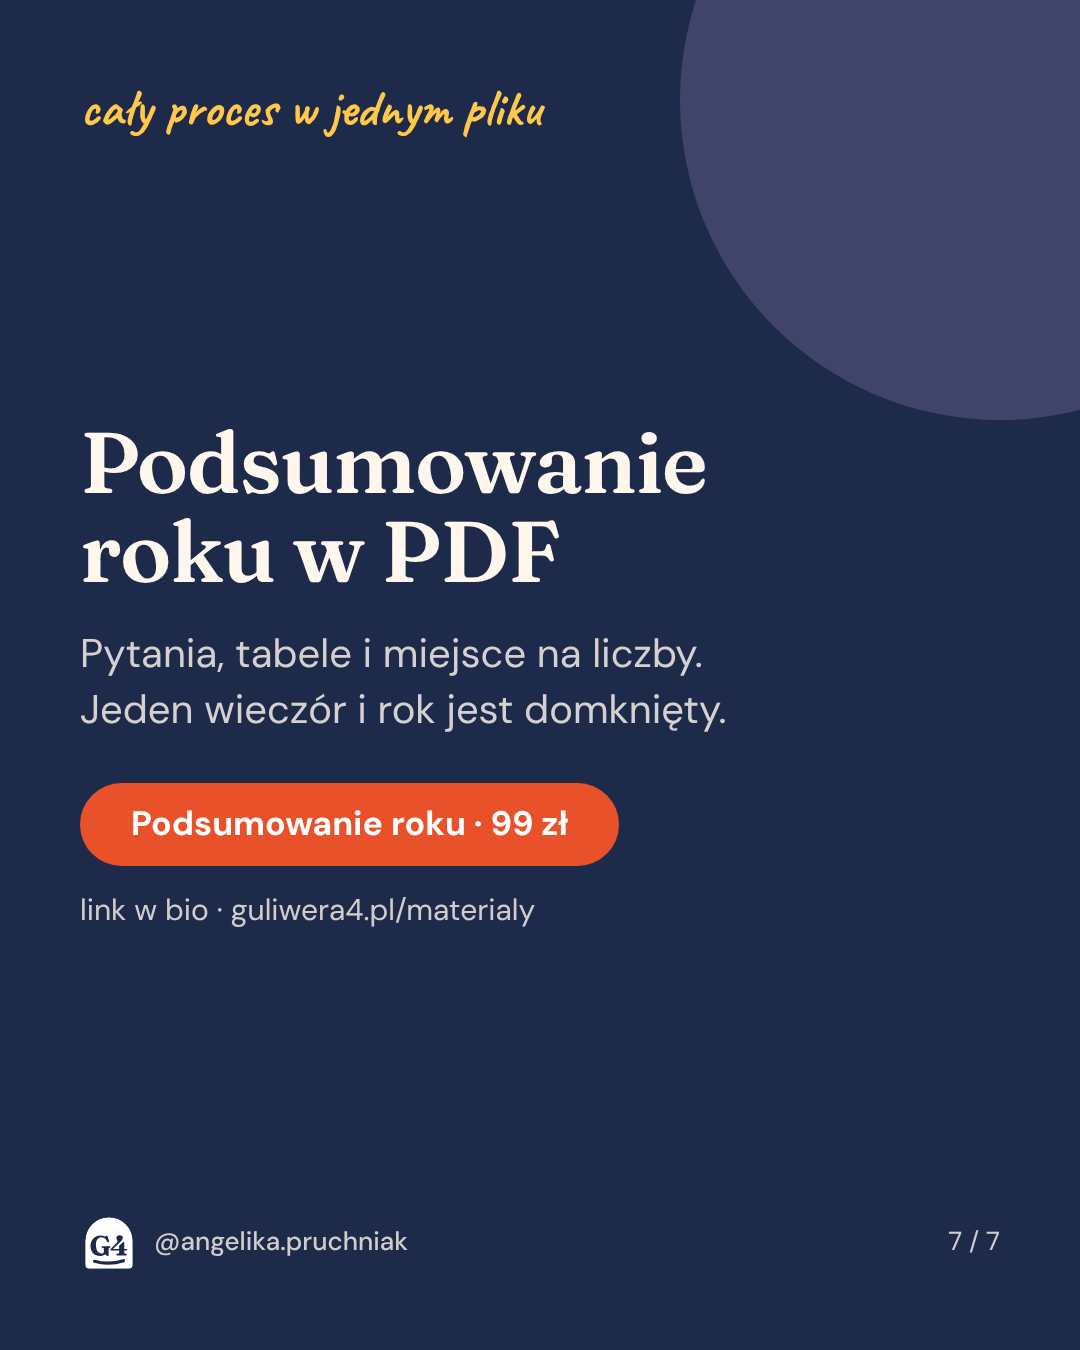 cały proces w jednym pliku
Podsumowanie
roku w PDF
Pytania, tabele i miejsce na liczby.
Jeden wieczór i rok jest domknięty.
Podsumowanie roku · 99 zł
link w bio · guliwera4.pl/materialy
G4 @angelika.pruchniak
7 / 7